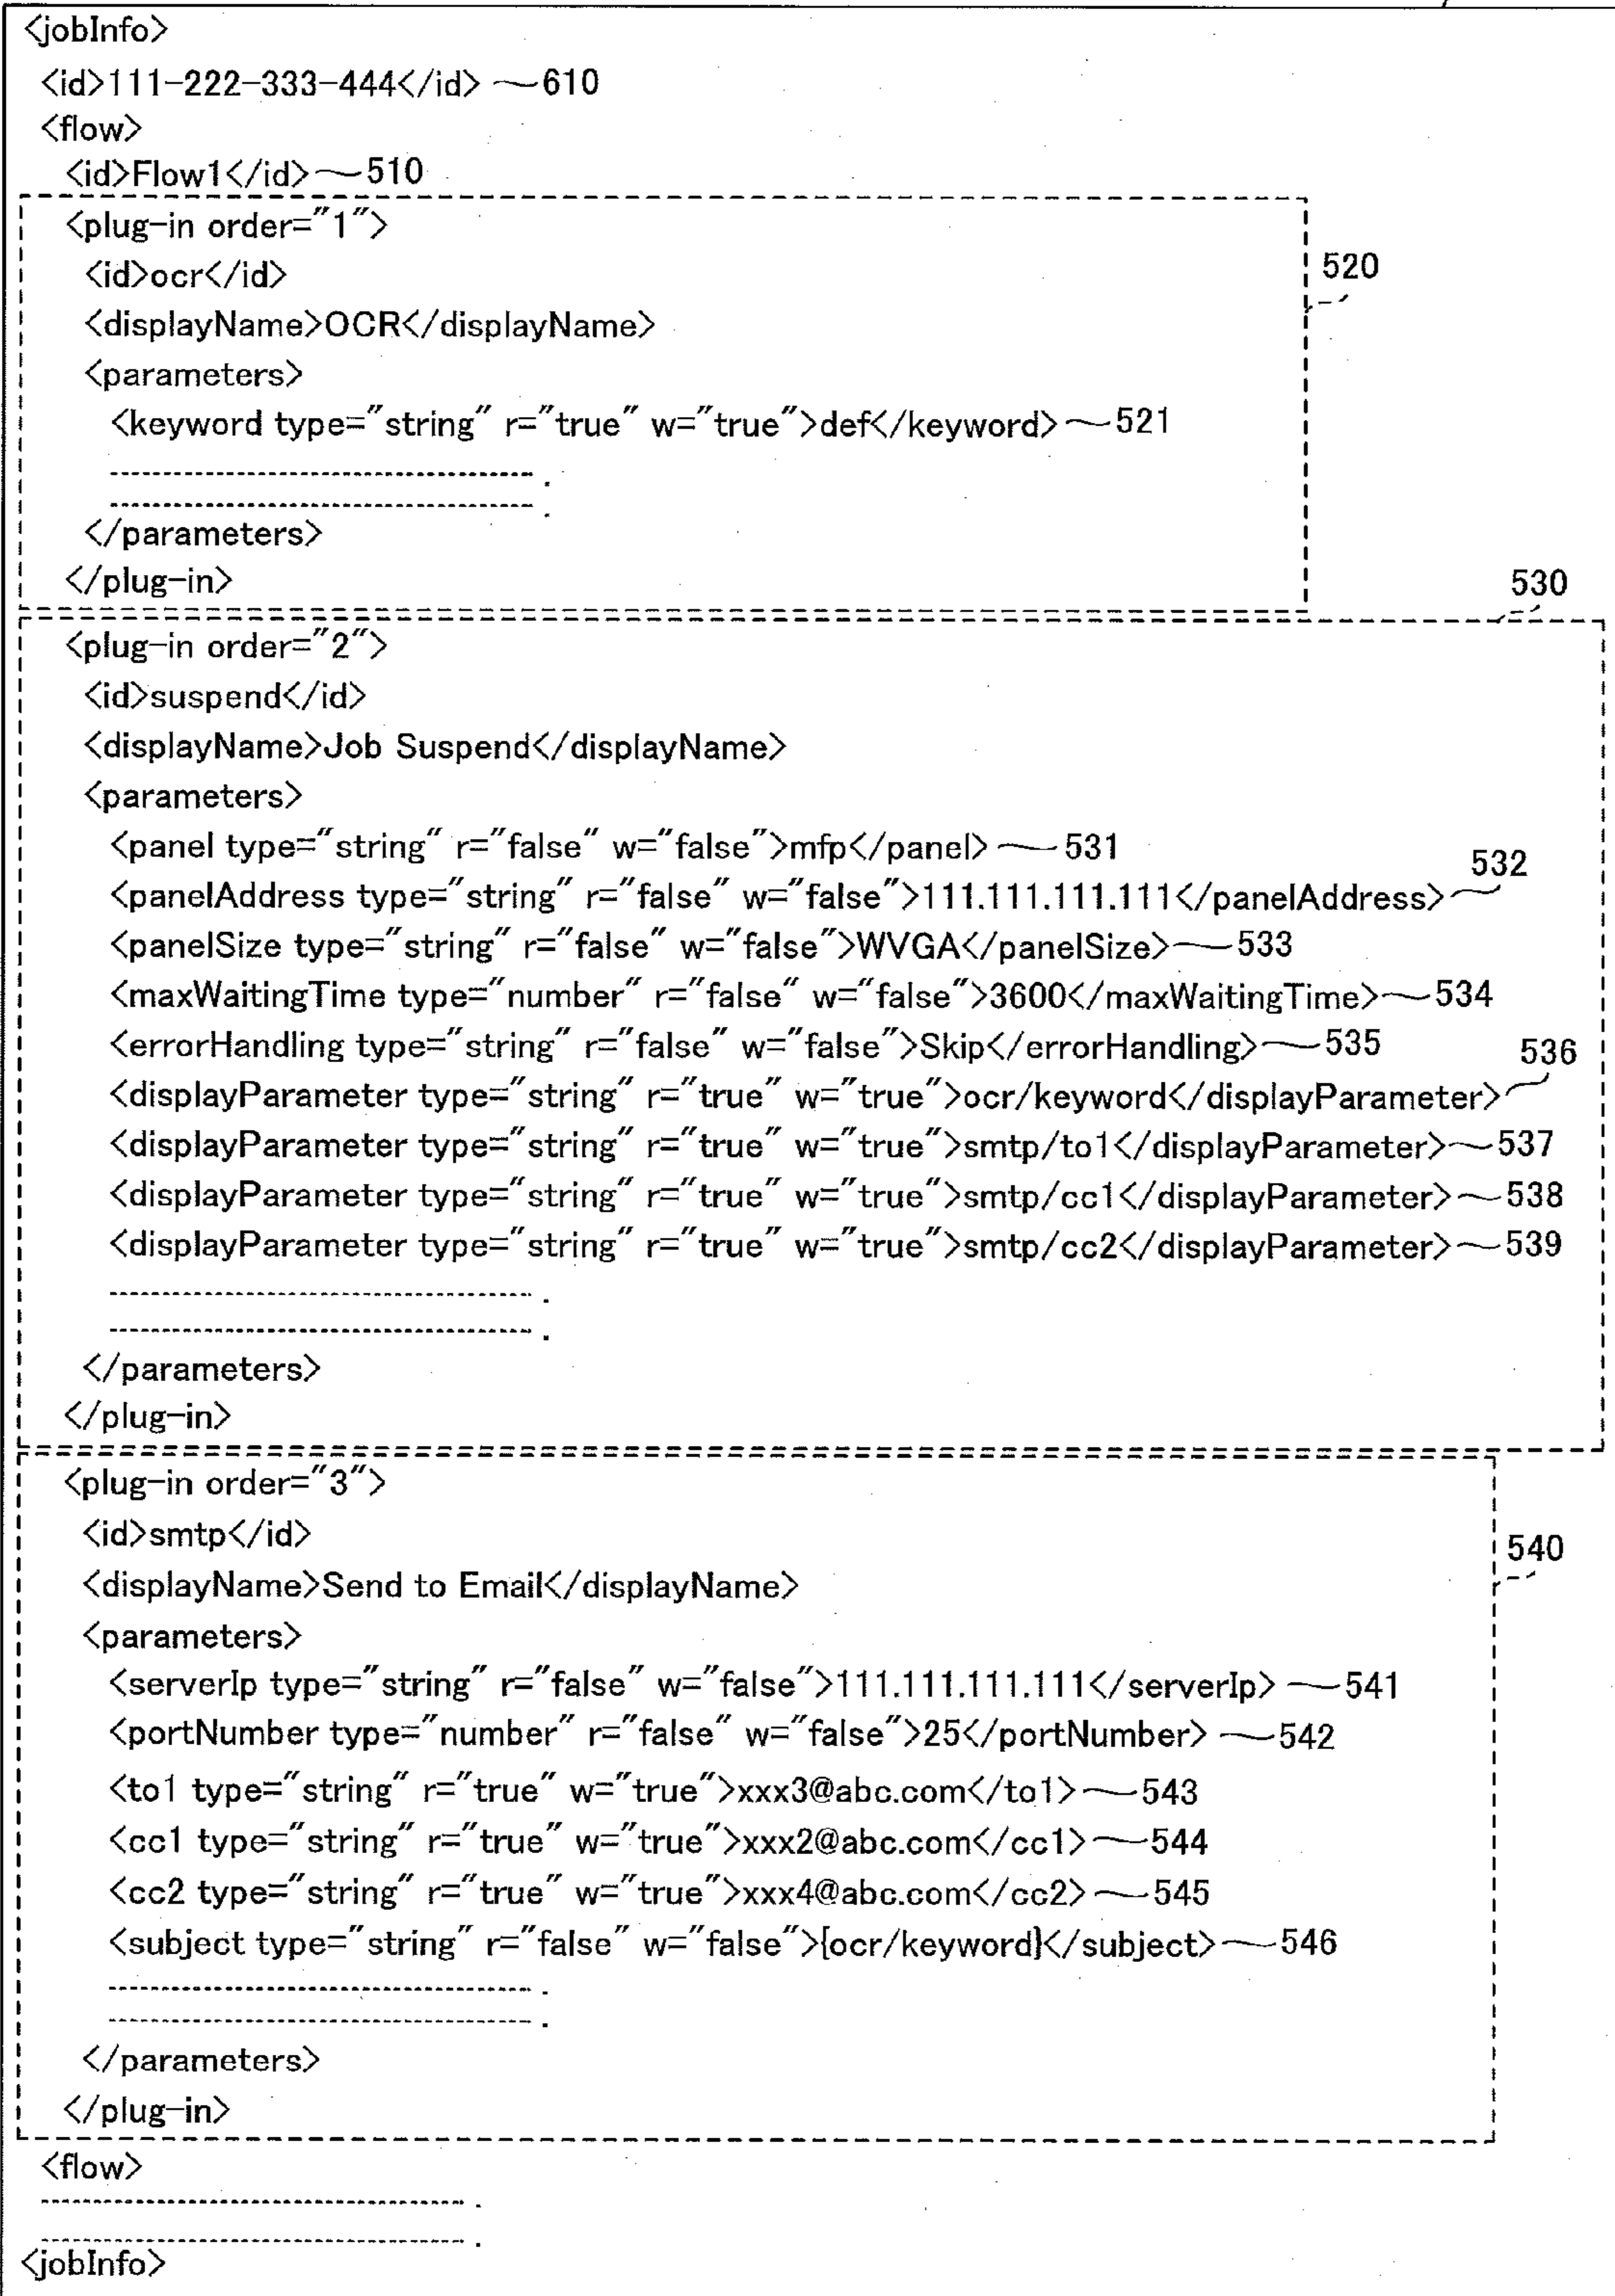 <jobInfo>
<id>111-222-333-444</id> 610
<flow>
<id>Flow1</id> 510
<plug-in order="1">
<id>ocr</id>
520
<displayName>OCR</displayName>
<parameters>
<keyword type="string" r="true" w="true">def</keyword> 521
</parameters>
</plug-in>
530
<plug-in order="2">
<id>suspend</id>
<displayName>Job Suspend</displayName>
<parameters>
<panel type="string" r="false" w="false">mfp</panel> 531
<panelAddress type="string" r="false" w="false">111.111.111.111</panelAddress> 532
<panelSize type="string" r="false" w="false">WVGA</panelSize> 533
<maxWaitingTime type="number" r="false" w="false">3600</maxWaitingTime> 534
<errorHandling type="string" r="false" w="false">Skip</errorHandling> 535
<displayParameter type="string" r="true" w="true">ocr/keyword</displayParameter> 536
<displayParameter type="string" r="true" w="true">smtp/to1</displayParameter> 537
<displayParameter type="string" r="true" w="true">smtp/cc1</displayParameter> 538
<displayParameter type="string" r="true" w="true">smtp/cc2</displayParameter> 539
</parameters>
</plug-in>
<plug-in order="3">
<id>smtp</id>
540
<displayName>Send to Email</displayName>
<parameters>
<serverIp type="string" r="false" w="false">111.111.111.111</serverIp> 541
<portNumber type="number" r="false" w="false">25</portNumber> 542
<to1 type="string" r="true" w="true">xxx3@abc.com</to1> 543
<cc1 type="string" r="true" w="true">xxx2@abc.com</cc1> 544
<cc2 type="string" r="true" w="true">xxx4@abc.com</cc2> 545
<subject type="string" r="false" w="false">{ocr/keyword}</subject> 546
</parameters>
</plug-in>
<flow>
<jobInfo>